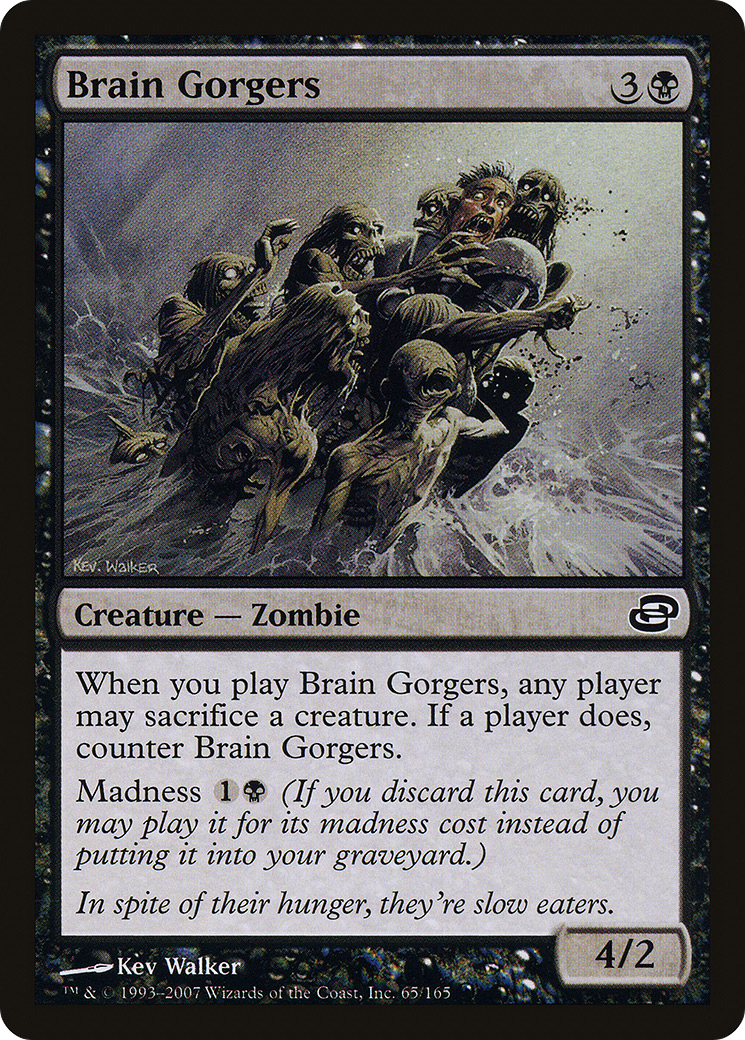 Brain Gorgers 3
KEV. WALKER
Creature — Zombie
When you play Brain Gorgers, any player
may sacrifice a creature. If a player does,
counter Brain Gorgers.
Madness 1 (If you discard this card, you
may play it for its madness cost instead of
putting it into your graveyard.)
In spite of their hunger, they're slow eaters.
4/2
Kev Walker
™ & © 1993–2007 Wizards of the Coast, Inc. 65/165